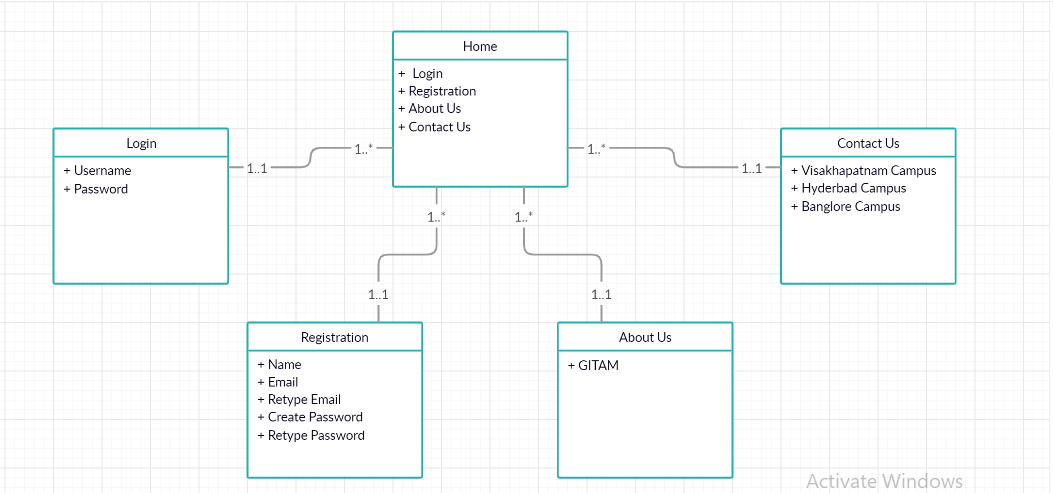 Home
+ Login
+ Registration
+ About Us
+ Contact Us
1..*
1..1
Login
+ Username
+ Password
1..*
1..1
Contact Us
+ Visakhapatnam Campus
+ Hyderbad Campus
+ Banglore Campus
1..*
1..*
1..1
1..1
Registration
+ Name
+ Email
+ Retype Email
+ Create Password
+ Retype Password
About Us
+ GITAM
Activate Windows